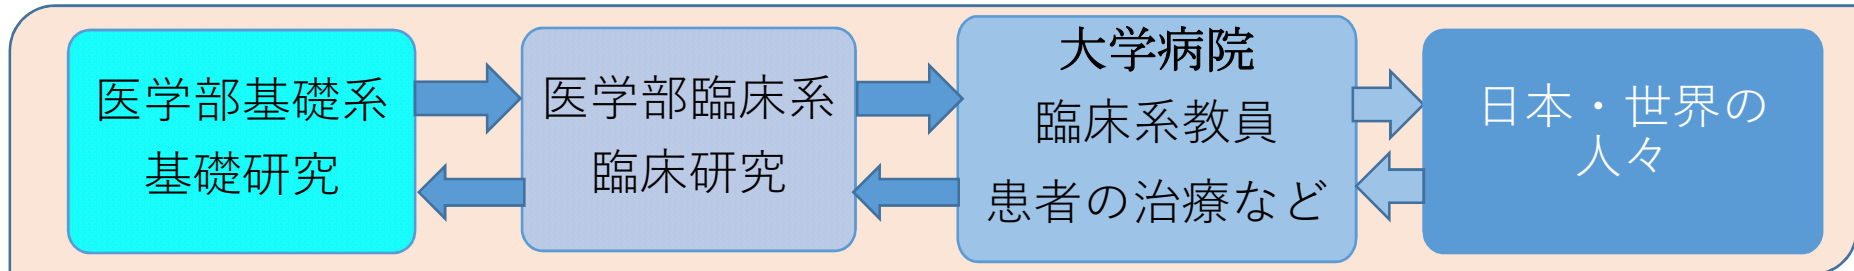 医学部基礎系
基礎研究
医学部臨床系
臨床研究
大学病院
臨床系教員
患者の治療など
日本・世界の
人々